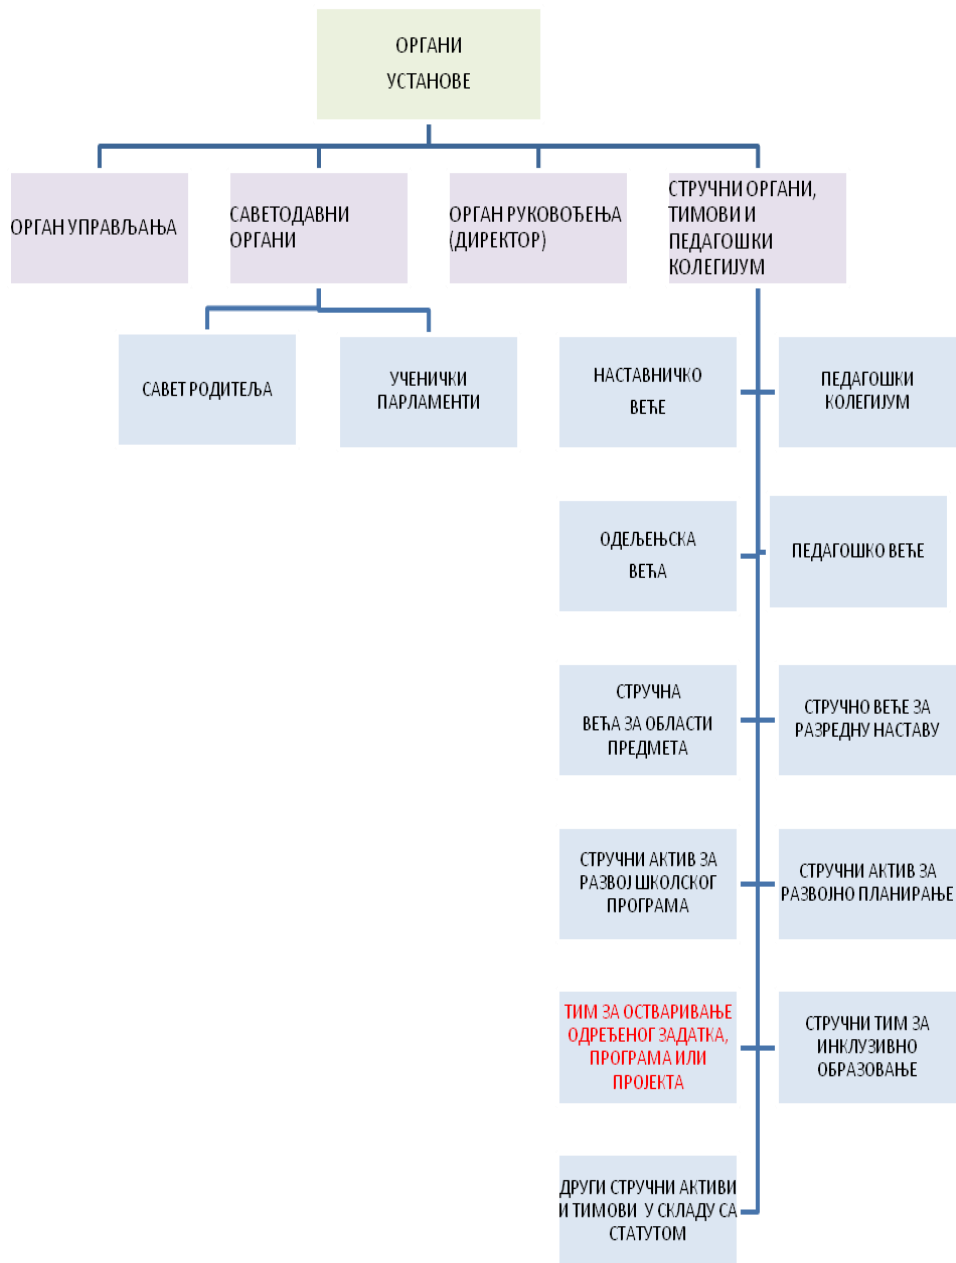 ОРГАНИ
УСТАНОВЕ
ОРГАН УПРАВЉАЊА
САВЕТОДАВНИ
ОРГАНИ
ОРГАН РУКОВОЂЕЊА
(ДИРЕКТОР)
СТРУЧНИ ОРГАНИ,
ТИМОВИ И
ПЕДАГОШКИ
КОЛЕГИЈУМ
САВЕТ РОДИТЕЉА
УЧЕНИЧКИ
ПАРЛАМЕНТИ
НАСТАВНИЧКО
ВЕЋЕ
ПЕДАГОШКИ
КОЛЕГИЈУМ
ОДЕЉЕЊСКА
ВЕЋА
ПЕДАГОШКО ВЕЋЕ
СТРУЧНА
ВЕЋА ЗА ОБЛАСТИ
ПРЕДМЕТА
СТРУЧНО ВЕЋЕ ЗА
РАЗРЕДНУ НАСТАВУ
СТРУЧНИ АКТИВ ЗА
РАЗВОЈ ШКОЛСКОГ
ПРОГРАМА
СТРУЧНИ АКТИВ ЗА
РАЗВОЈНО ПЛАНИРАЊЕ
ТИМ ЗА ОСТВАРИВАЊЕ
ОДРЕЂЕНОГ ЗАДАТКА,
ПРОГРАМА ИЛИ
ПРОЈЕКТА
СТРУЧНИ ТИМ ЗА
ИНКЛУЗИВНО
ОБРАЗОВАЊЕ
ДРУГИ СТРУЧНИ АКТИВИ
И ТИМОВИ У СКЛАДУ СА
СТАТУТОМ